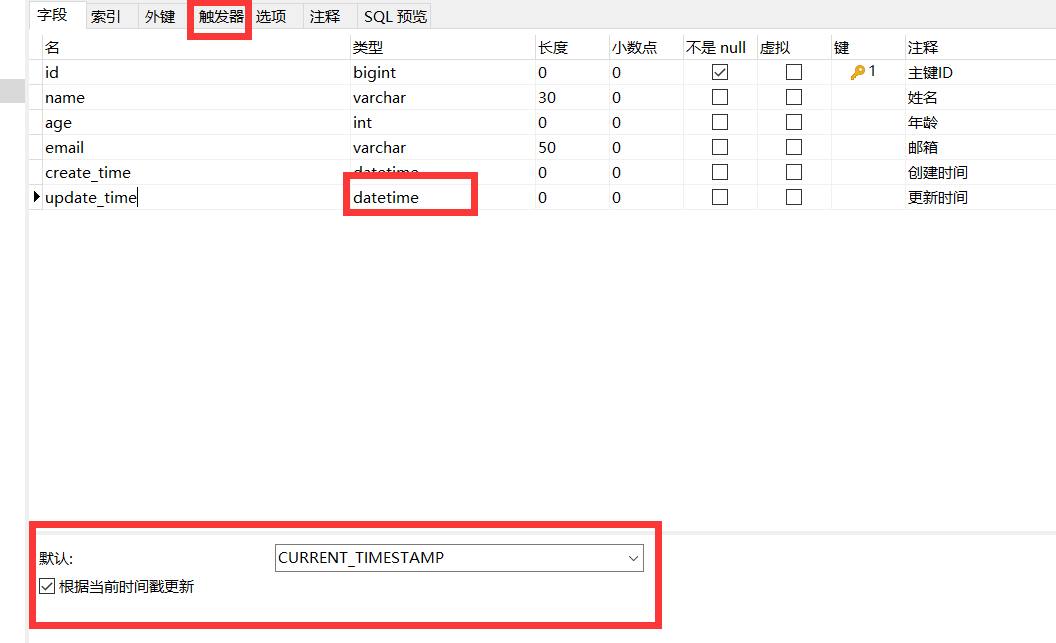 字段 索引 外键 触发器 选项 注释 SQL 预览
名 类型 长度 小数点 不是 null 虚拟 键 注释
id bigint 0 0 1 主键ID
name varchar 30 0 姓名
age int 0 0 年龄
email varchar 50 0 邮箱
create_time datetime 0 0 创建时间
update_time datetime 0 0 更新时间
默认: CURRENT_TIMESTAMP
根据当前时间戳更新